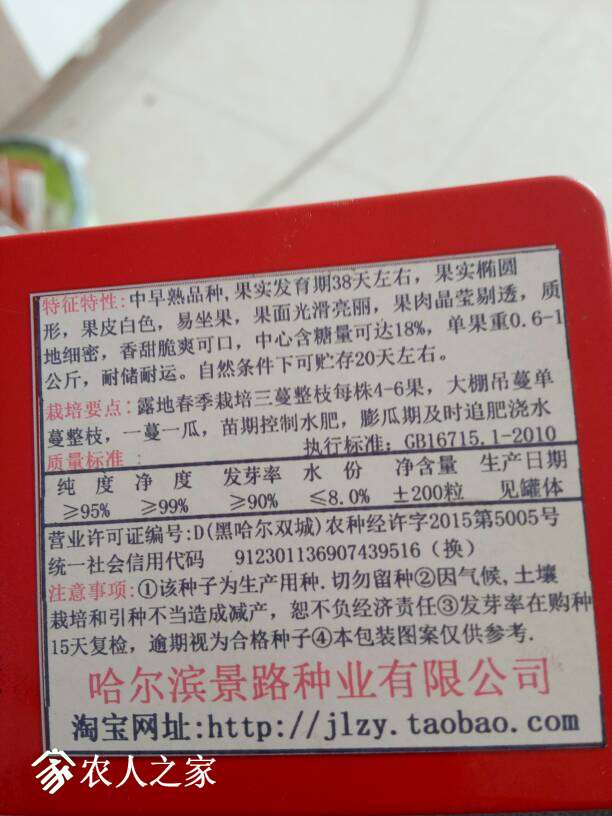 特征特性:中早熟品种,果实发育期38天左右，果实椭圆
形，果皮白色，易坐果，果面光滑亮丽，果肉晶莹剔透，质
地细密，香甜脆爽可口，中心含糖量可达18%，单果重0.6-1
公斤，耐储耐运。自然条件下可贮存20天左右。
栽培要点：露地春季栽培三蔓整枝每株4-6果，大棚吊蔓单
蔓整枝，一蔓一瓜，苗期控制水肥，膨瓜期及时追肥浇水
质量标准 执行标准：GB16715.1-2010
纯 度 净 度 发芽率 水 份 净含量 生产日期
≥95% ≥99% ≥90% ≤8.0% ±200粒 见罐体
营业许可证编号:D(黑哈尔双城)农种经许字2015第5005号
统一社会信用代码 912301136907439516（换）
注意事项:①该种子为生产用种.切勿留种②因气候,土壤
栽培和引种不当造成减产，恕不负经济责任③发芽率在购种
15天复检，逾期视为合格种子④本包装图案仅供参考.
哈尔滨景路种业有限公司
淘宝网址:http://jlzy.taobao.com
农人之家